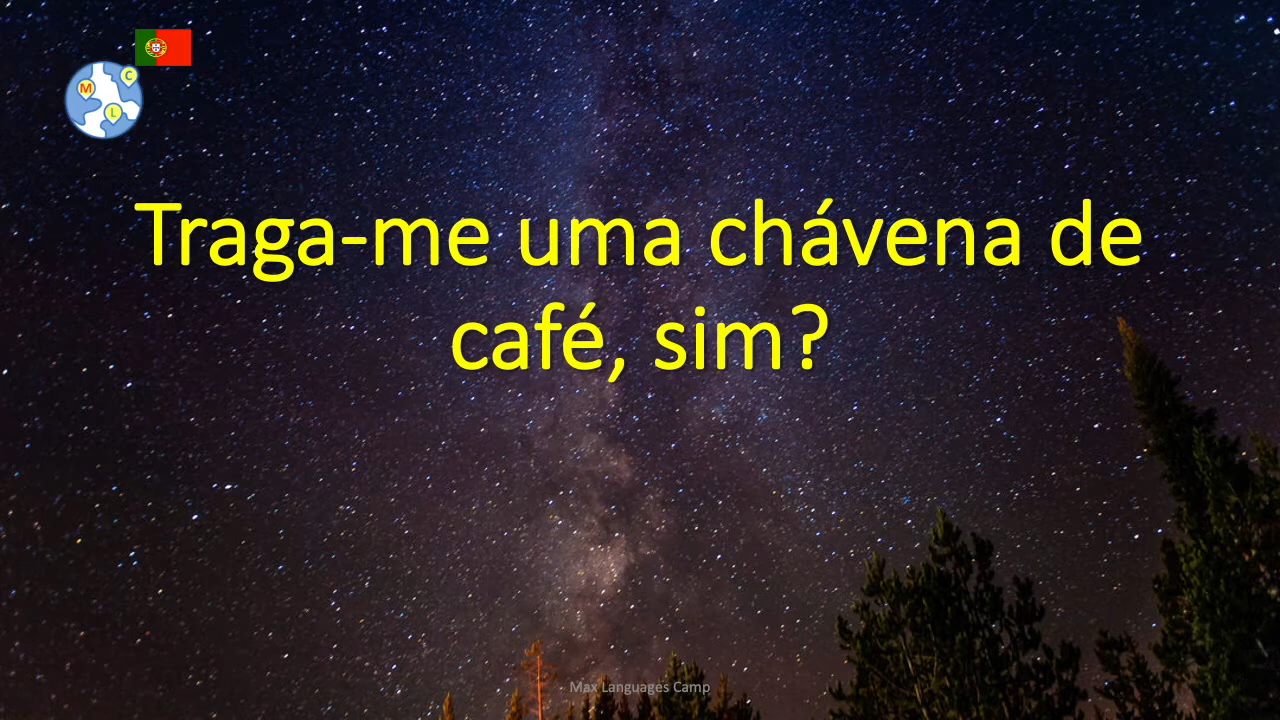 C
M
L
Traga-me uma chávena de
café, sim?
Max Languages Camp